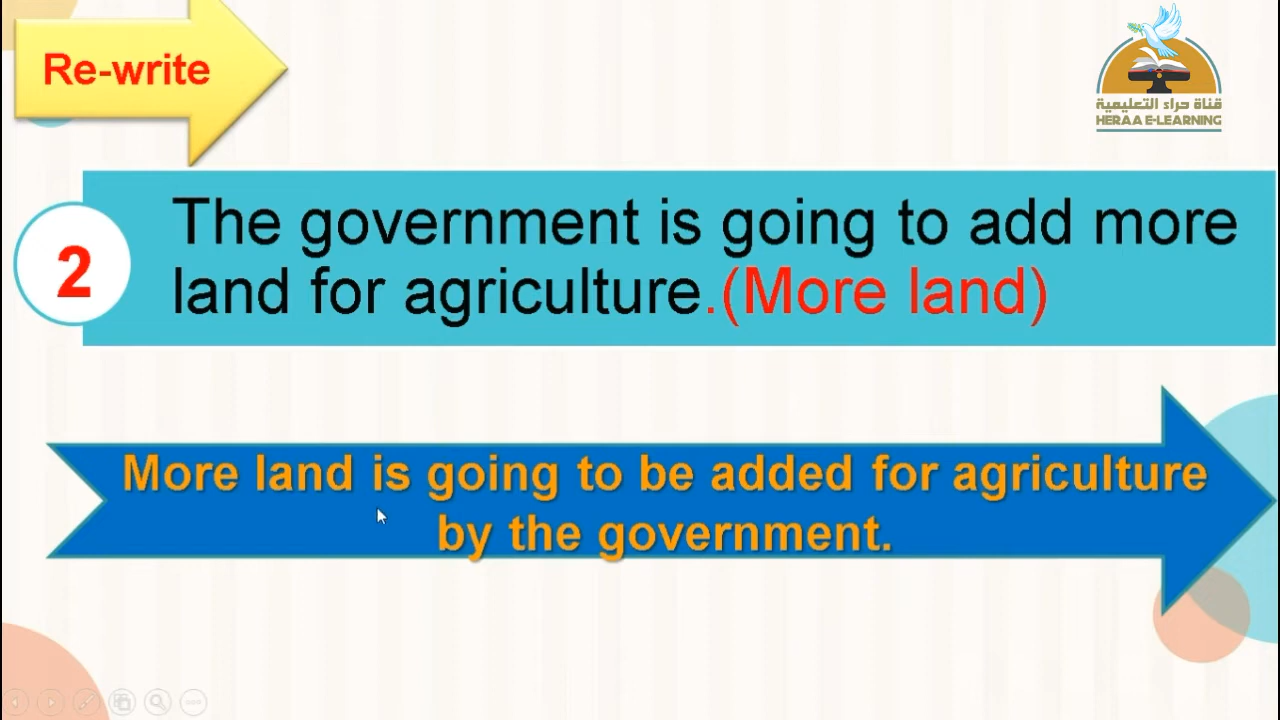 Re-write
قناة حراء التعليمية
HERAA E-LEARNING
2
The government is going to add more
land for agriculture.(More land)
More land is going to be added for agriculture
by the government.